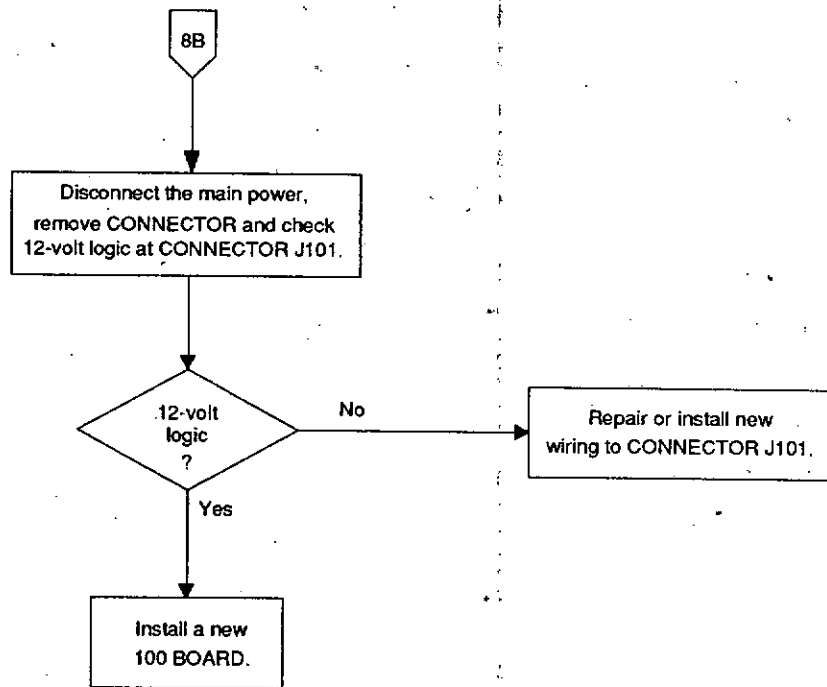 8B
Disconnect the main power,
remove CONNECTOR and check
12-volt logic at CONNECTOR J101.
12-volt
logic
?
No
Repair or install new
wiring to CONNECTOR J101.
Yes
Install a new
100 BOARD.